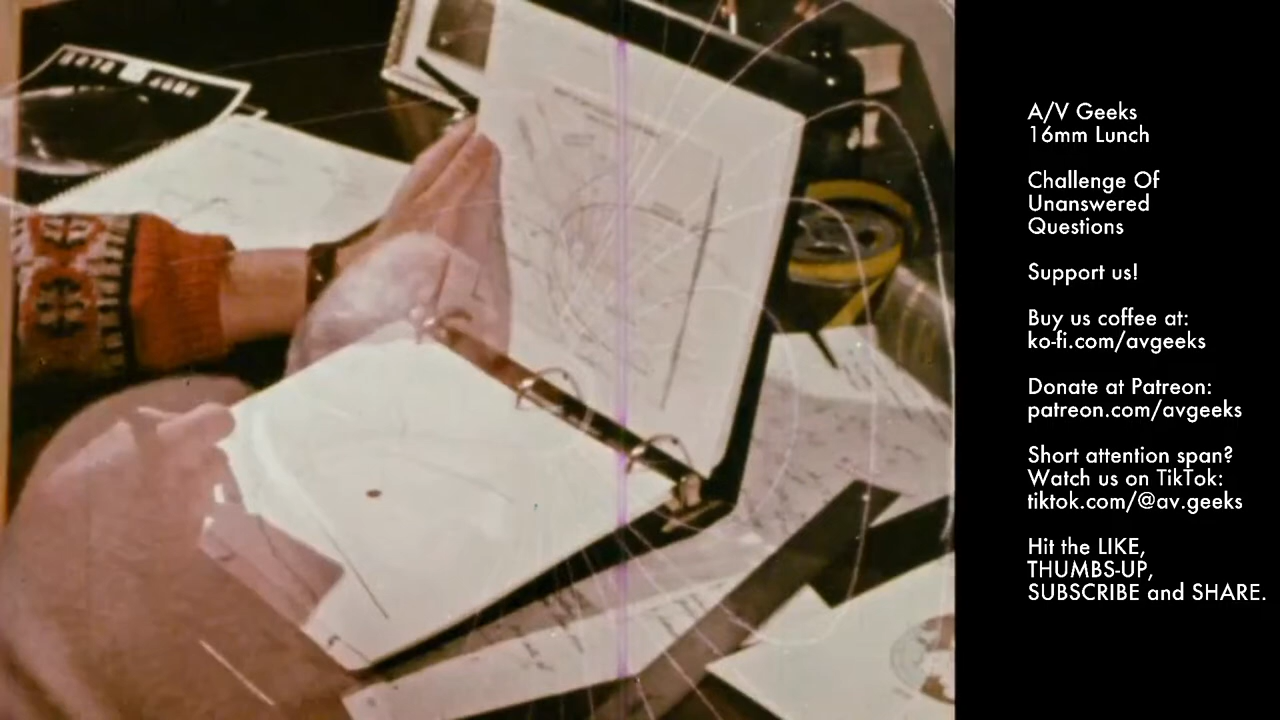 A/V Geeks
16mm Lunch
Challenge Of
Unanswered
Questions
Support us!
Buy us coffee at:
ko-fi.com/avgeeks
Donate at Patreon:
patreon.com/avgeeks
Short attention span?
Watch us on TikTok:
tiktok.com/@av.geeks
Hit the LIKE,
THUMBS-UP,
SUBSCRIBE and SHARE.